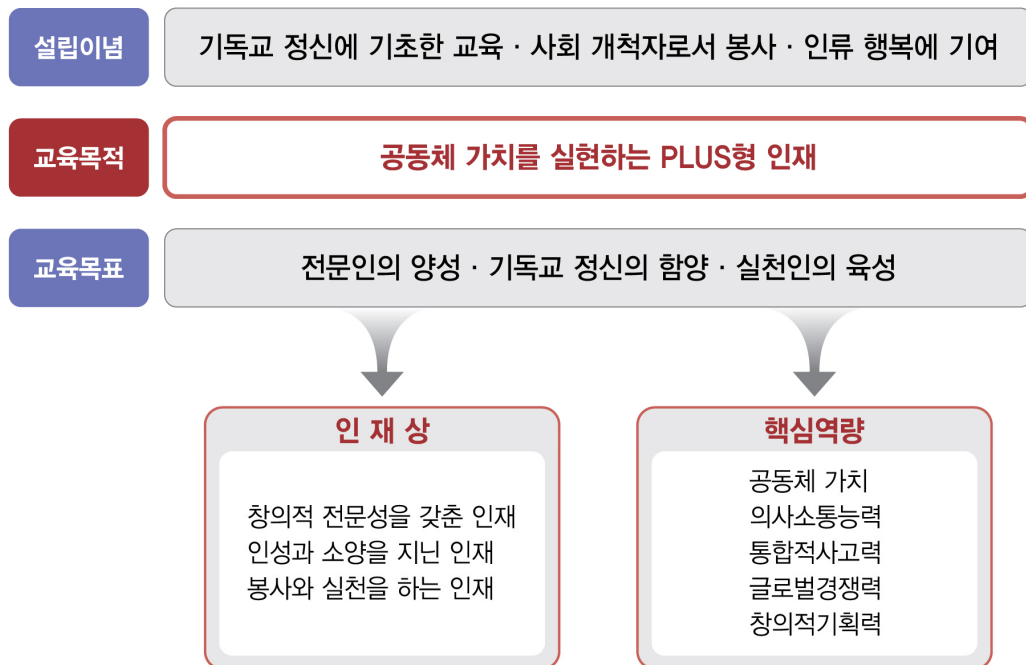 설립이념
기독교 정신에 기초한 교육 · 사회 개척자로서 봉사 · 인류 행복에 기여
교육목적
공동체 가치를 실현하는 PLUS형 인재
교육목표
전문인의 양성 · 기독교 정신의 함양 · 실천인의 육성
인 재 상
창의적 전문성을 갖춘 인재
인성과 소양을 지닌 인재
봉사와 실천을 하는 인재
핵심역량
공동체 가치
의사소통능력
통합적사고력
글로벌경쟁력
창의적기획력